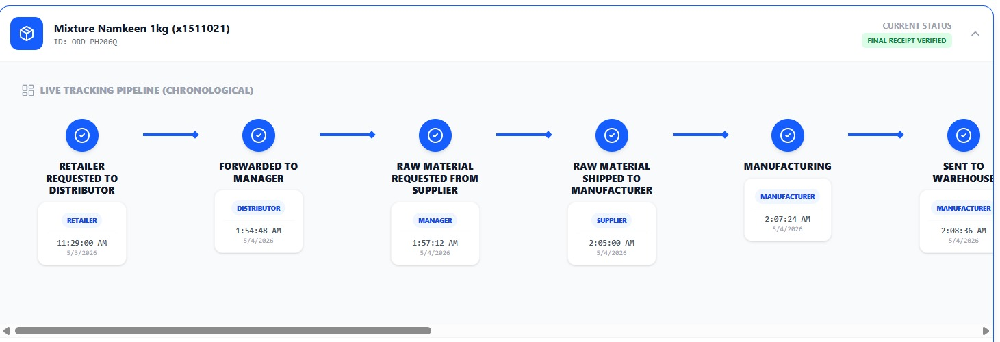 Mixture Namkeen 1kg (x1511021)
ID: ORD-PH206Q
CURRENT STATUS
FINAL RECEIPT VERIFIED
LIVE TRACKING PIPELINE (CHRONOLOGICAL)
RETAILER
REQUESTED TO
DISTRIBUTOR
RETAILER
11:29:00 AM
5/3/2026
FORWARDED TO
MANAGER
DISTRIBUTOR
1:54:48 AM
5/4/2026
RAW MATERIAL
REQUESTED FROM
SUPPLIER
MANAGER
1:57:12 AM
5/4/2026
RAW MATERIAL
SHIPPED TO
MANUFACTURER
SUPPLIER
2:05:00 AM
5/4/2026
MANUFACTURING
MANUFACTURER
2:07:24 AM
5/4/2026
SENT TO
WAREHOUSE
MANUFACTURER
2:08:36 AM
5/4/2026